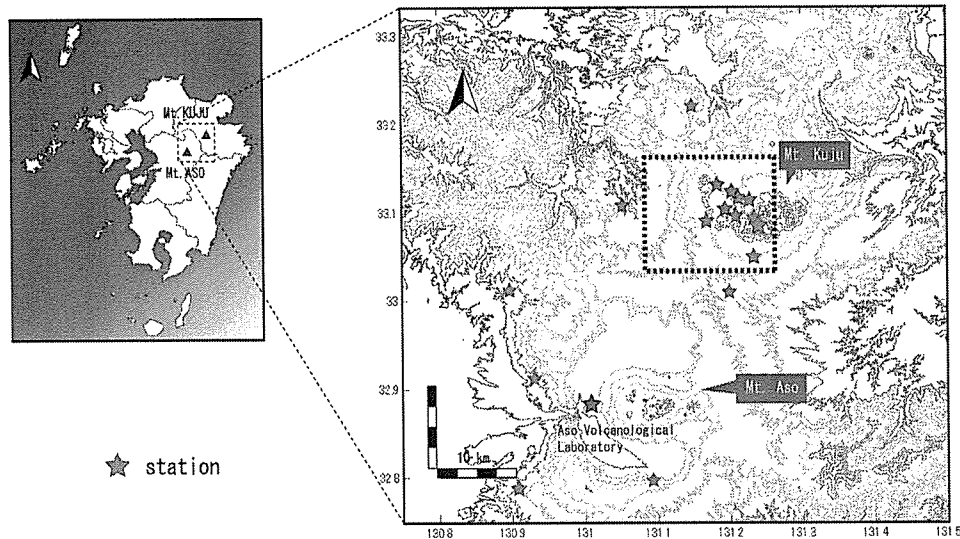 Mt. KUJU
Mt. ASO
station
33.3
33.2
33.1
33
32.9
32.8
Mt. Kuju
Mt. Aso
Aso Volcanological
Laboratory
10 km
130.8
130.9
131
131.1
131.2
131.3
131.4
131.5